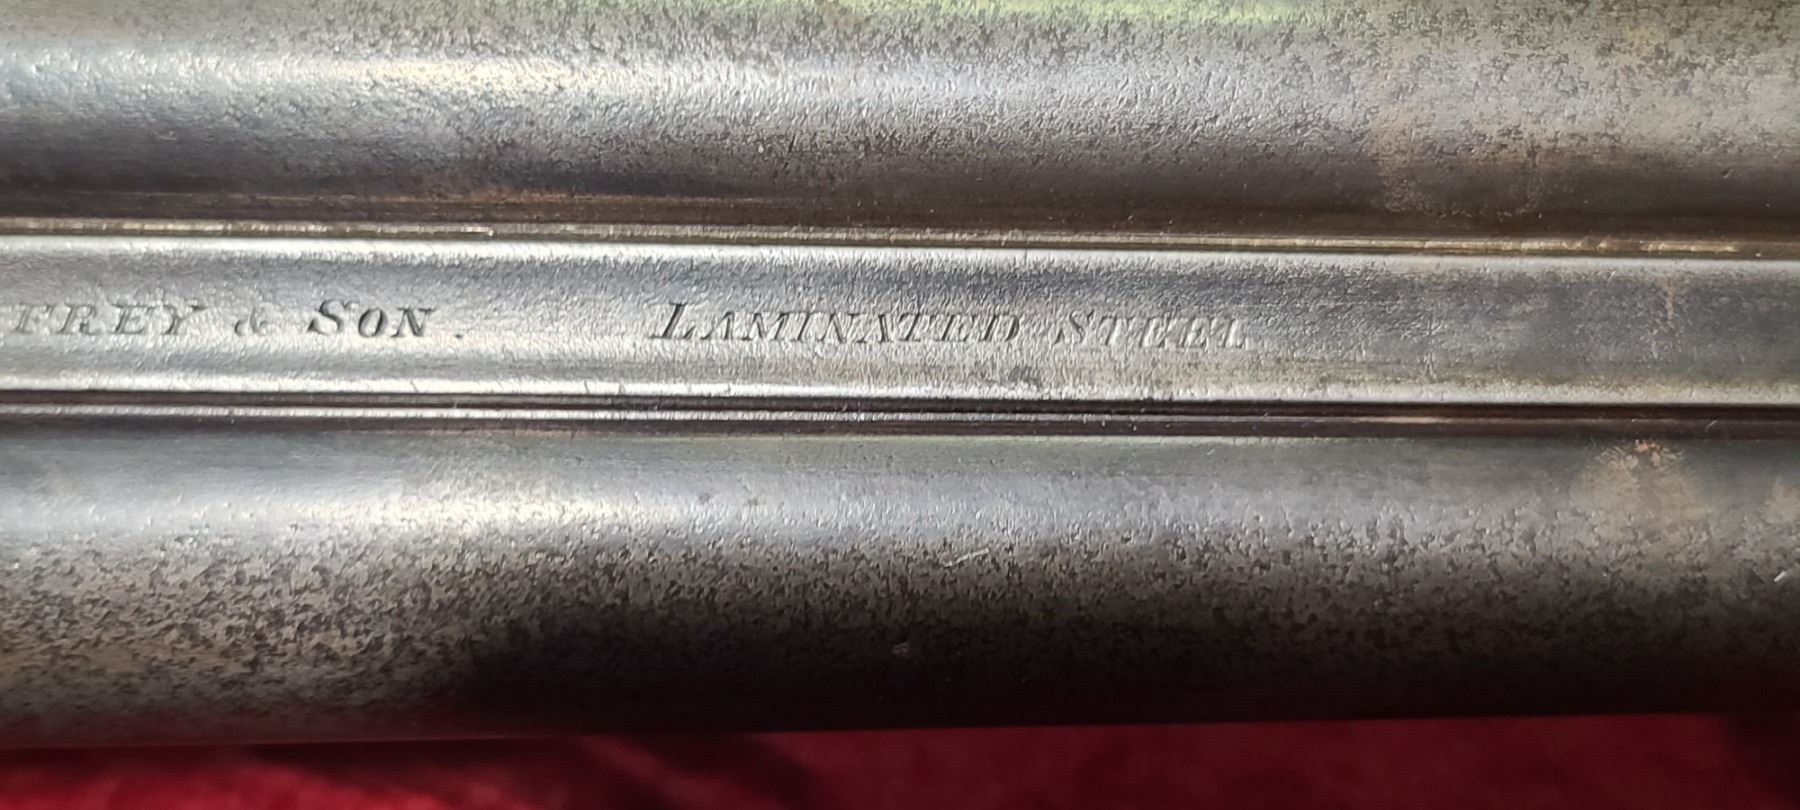 FREY & SON. LAMINATED STEEL